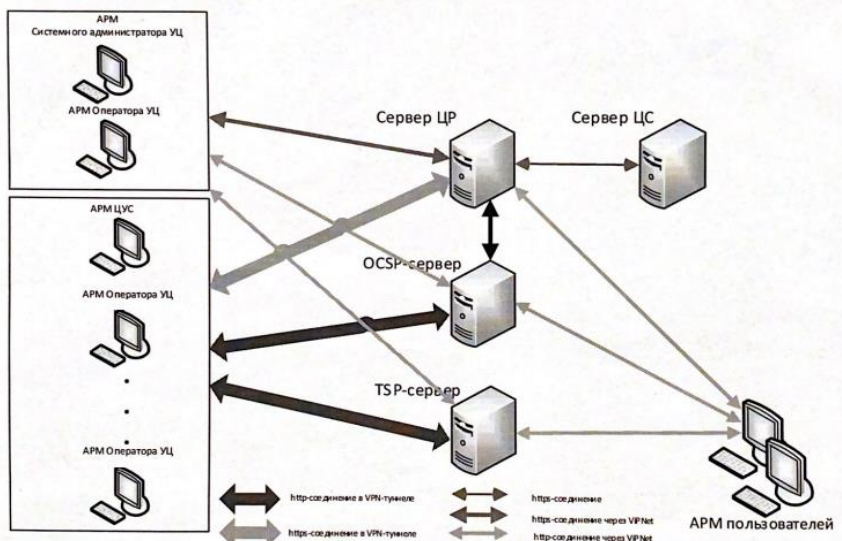 АРМ
Системного администратора УЦ
АРМ Оператора УЦ
АРМ ЦУС
АРМ Оператора УЦ
АРМ Оператора УЦ
Сервер ЦР
Сервер ЦС
OCSP-сервер
TSP-сервер
АРМ пользователей
http-соединение в VPN-туннеле
https-соединение в VPN-туннеле
https-соединение
https-соединение через ViPNet
http-соединение через ViPNet